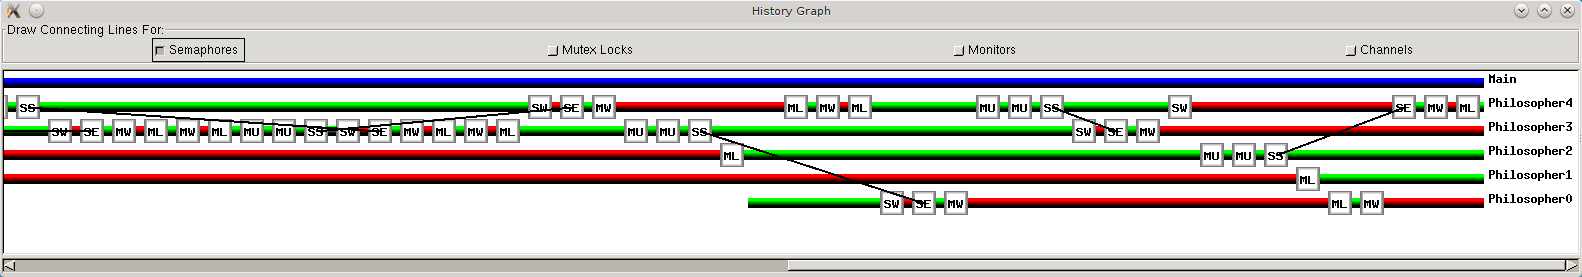 History Graph
Draw Connecting Lines For:
Semaphores Mutex Locks Monitors Channels
Main
SS SW SE MW ML MW ML MU MU SS SW SE MW ML Philosopher4
SW SE MW ML MW ML MU MU SS SW SE MW ML MW ML MU MU SS SW SE MW Philosopher3
ML MU MU SS Philosopher2
ML Philosopher1
SW SE MW ML MW Philosopher0